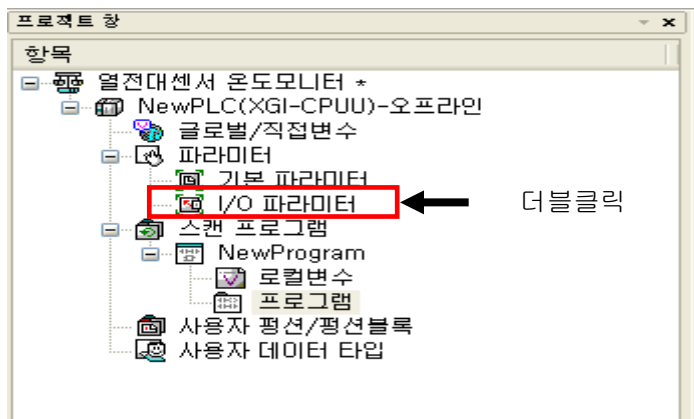 프로젝트 창
항목
열전대센서 온도모니터 *
NewPLC(XGI-CPUU)-오프라인
글로벌/직접변수
파라미터
기본 파라미터
I/O 파라미터
더블클릭
스캔 프로그램
NewProgram
로컬변수
프로그램
사용자 펑션/펑션블록
사용자 데이터 타입